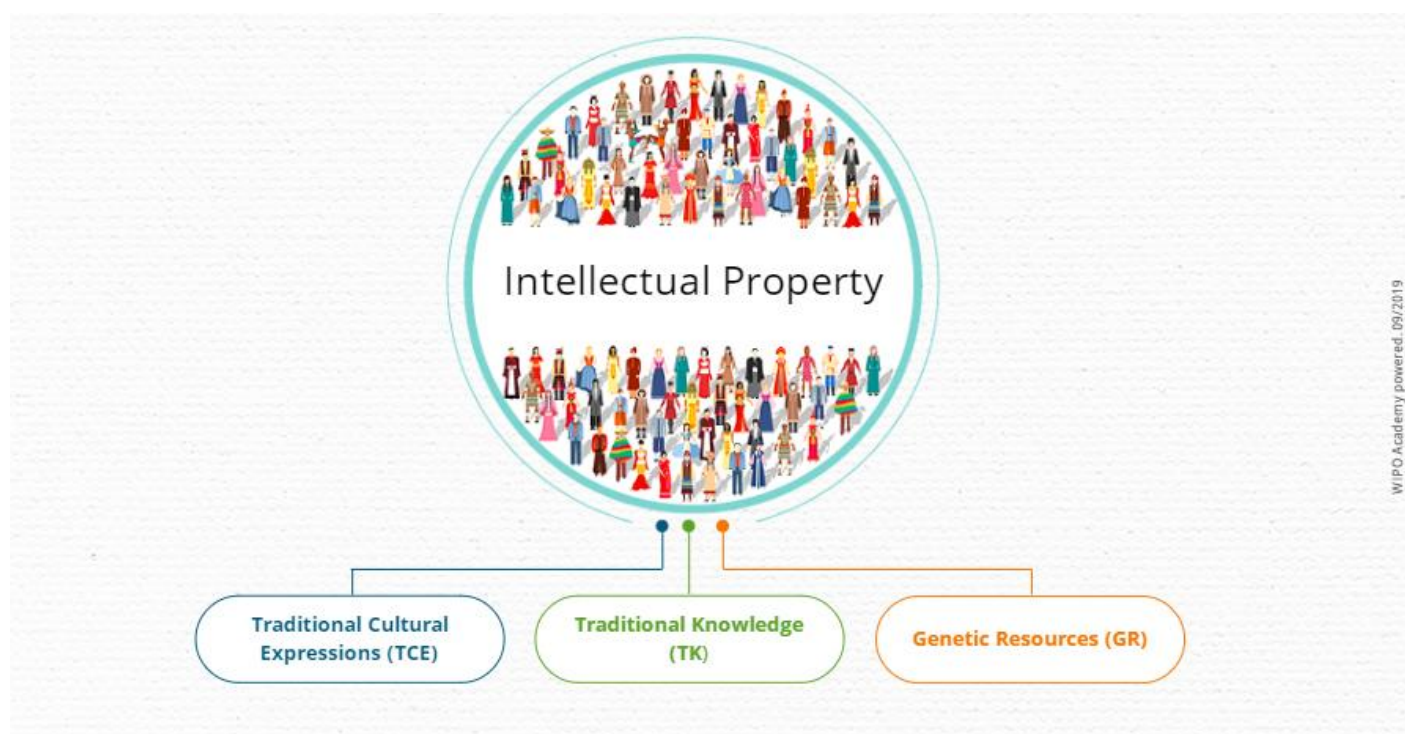 Intellectual Property
Traditional Cultural
Expressions (TCE)
Traditional Knowledge
(TK)
Genetic Resources (GR)
WIPO Academy powered. 09/2019